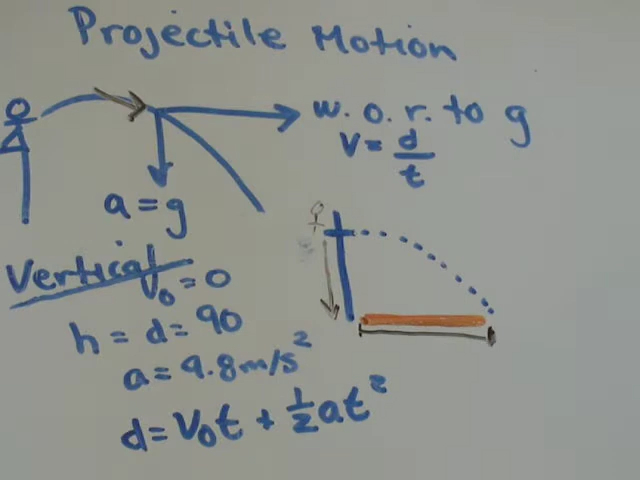 Projectile Motion
w. o. r. to g
V = d/t
a = g
Vertical
V₀ = 0
h = d = 90
a = 9.8 m/s²
d = V₀t + ½at²